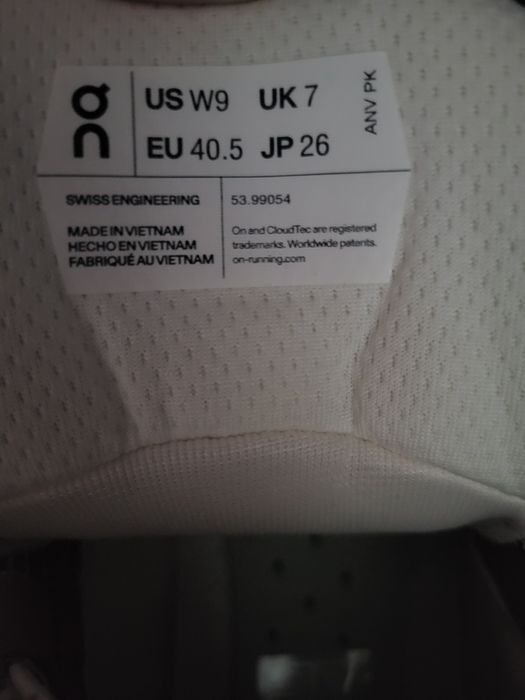 On
US W9 UK 7
EU 40.5 JP 26
ANV PK
SWISS ENGINEERING
53.99054
MADE IN VIETNAM
HECHO EN VIETNAM
FABRIQUÉ AU VIETNAM
On and CloudTec are registered
trademarks. Worldwide patents.
on-running.com